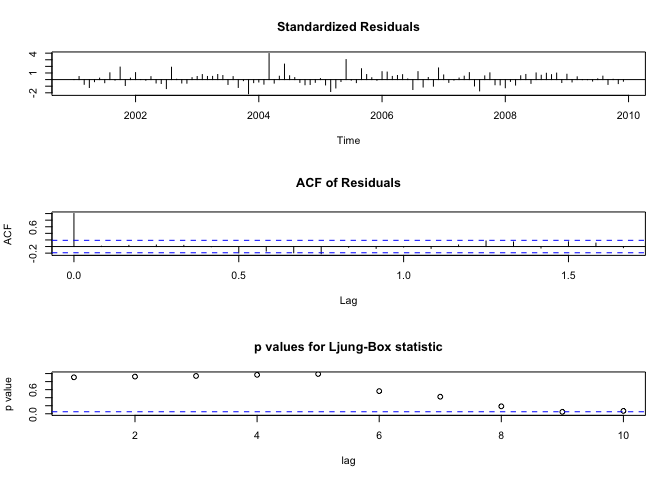 Standardized Residuals
4
1
-2
2002 2004 2006 2008 2010
Time
ACF of Residuals
ACF
0.6
-0.2
0.0 0.5 1.0 1.5
Lag
p values for Ljung-Box statistic
p value
0.6
0.0
2 4 6 8 10
lag